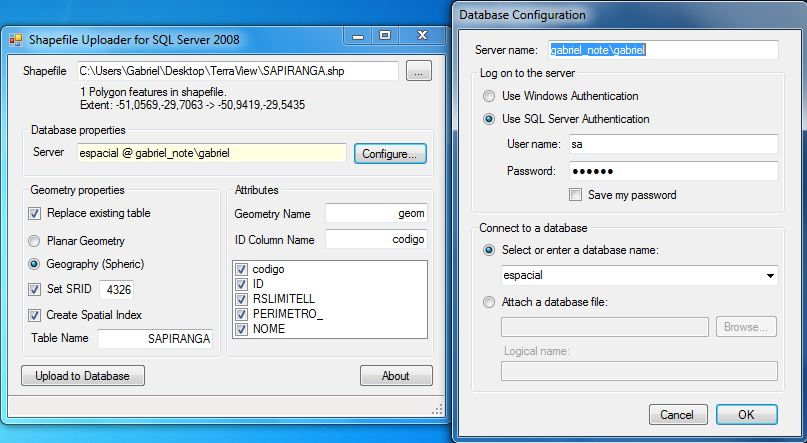 Shapefile Uploader for SQL Server 2008
Shapefile C:\Users\Gabriel\Desktop\TerraView\SAPIRANGA.shp ...
1 Polygon features in shapefile.
Extent: -51,0569,-29,7063 -> -50,9419,-29,5435
Database properties
Server espacial @ gabriel_note\gabriel Configure...
Geometry properties
Replace existing table
Planar Geometry
Geography (Spheric)
Set SRID 4326
Create Spatial Index
Table Name SAPIRANGA
Attributes
Geometry Name geom
ID Column Name codigo
codigo
ID
RSLIMITELL
PERIMETRO_
NOME
Upload to Database About
Database Configuration
Server name: gabriel_note\gabriel
Log on to the server
Use Windows Authentication
Use SQL Server Authentication
User name: sa
Password: ●●●●●●
Save my password
Connect to a database
Select or enter a database name:
espacial
Attach a database file:
Browse...
Logical name:
Cancel OK